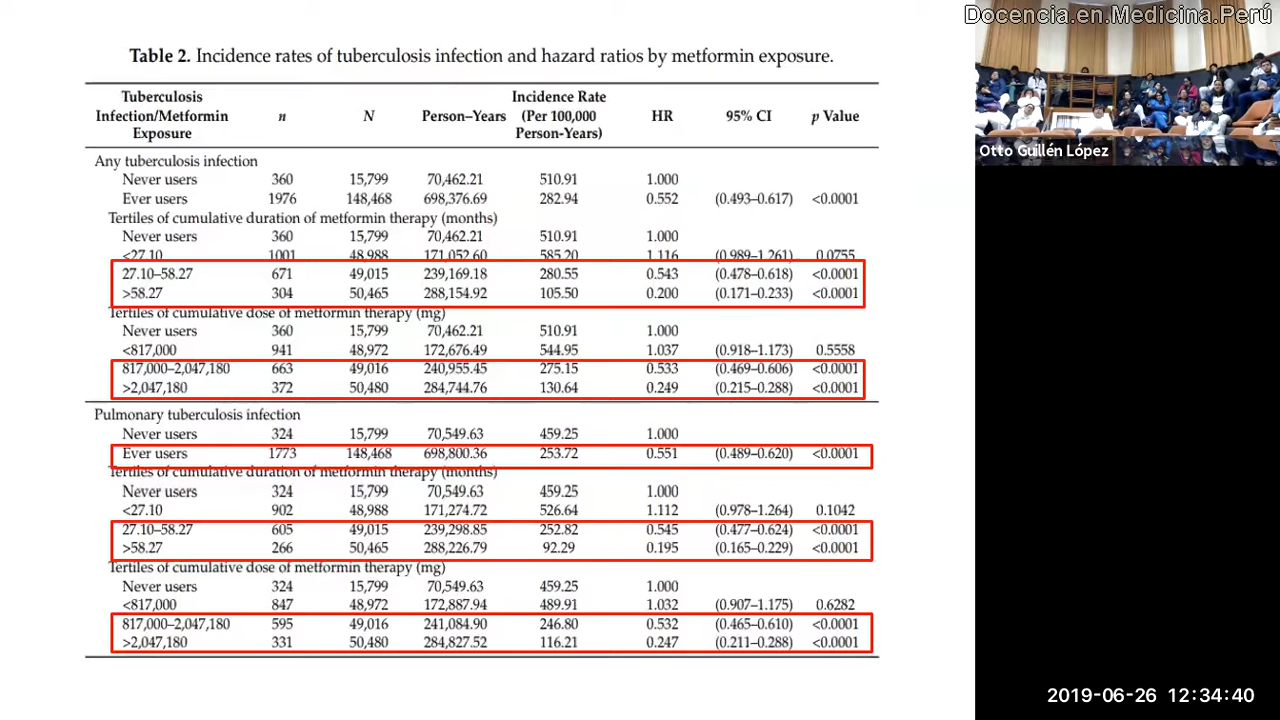 Docencia.en.Medicina.Perú
Table 2. Incidence rates of tuberculosis infection and hazard ratios by metformin exposure.
Tuberculosis Infection/Metformin Exposure n N Person–Years Incidence Rate (Per 100,000 Person-Years) HR 95% CI p Value
Any tuberculosis infection
Never users 360 15,799 70,462.21 510.91 1.000
Ever users 1976 148,468 698,376.69 282.94 0.552 (0.493–0.617) <0.0001
Tertiles of cumulative duration of metformin therapy (months)
Never users 360 15,799 70,462.21 510.91 1.000
<27.10 1001 48,988 171,052.60 585.20 1.116 (0.989–1.261) 0.0755
27.10–58.27 671 49,015 239,169.18 280.55 0.543 (0.478–0.618) <0.0001
>58.27 304 50,465 288,154.92 105.50 0.200 (0.171–0.233) <0.0001
Tertiles of cumulative dose of metformin therapy (mg)
Never users 360 15,799 70,462.21 510.91 1.000
<817,000 941 48,972 172,676.49 544.95 1.037 (0.918–1.173) 0.5558
817,000–2,047,180 663 49,016 240,955.45 275.15 0.533 (0.469–0.606) <0.0001
>2,047,180 372 50,480 284,744.76 130.64 0.249 (0.215–0.288) <0.0001
Pulmonary tuberculosis infection
Never users 324 15,799 70,549.63 459.25 1.000
Ever users 1773 148,468 698,800.36 253.72 0.551 (0.489–0.620) <0.0001
Tertiles of cumulative duration of metformin therapy (months)
Never users 324 15,799 70,549.63 459.25 1.000
<27.10 902 48,988 171,274.72 526.64 1.112 (0.978–1.264) 0.1042
27.10–58.27 605 49,015 239,298.85 252.82 0.545 (0.477–0.624) <0.0001
>58.27 266 50,465 288,226.79 92.29 0.195 (0.165–0.229) <0.0001
Tertiles of cumulative dose of metformin therapy (mg)
Never users 324 15,799 70,549.63 459.25 1.000
<817,000 847 48,972 172,887.94 489.91 1.032 (0.907–1.175) 0.6282
817,000–2,047,180 595 49,016 241,084.90 246.80 0.532 (0.465–0.610) <0.0001
>2,047,180 331 50,480 284,827.52 116.21 0.247 (0.211–0.288) <0.0001
Otto Guillén López
2019-06-26 12:34:40